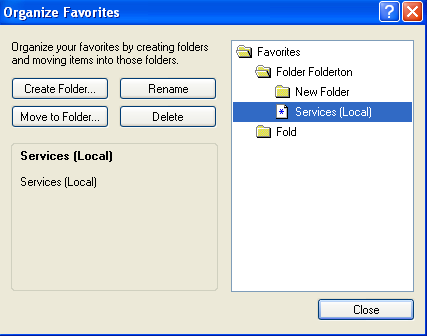 Organize Favorites
?
Organize your favorites by creating folders
and moving items into those folders.
Create Folder...
Rename
Move to Folder...
Delete
Services (Local)
Services (Local)
Favorites
Folder Folderton
New Folder
Services (Local)
Fold
Close